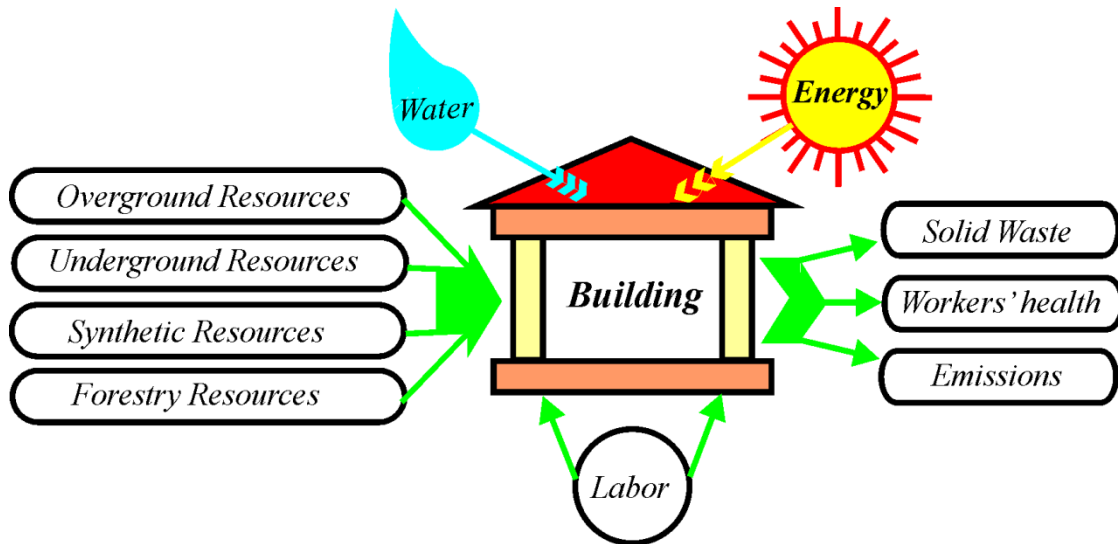 Water
Energy
Overground Resources
Underground Resources
Synthetic Resources
Forestry Resources
Building
Solid Waste
Workers’ health
Emissions
Labor